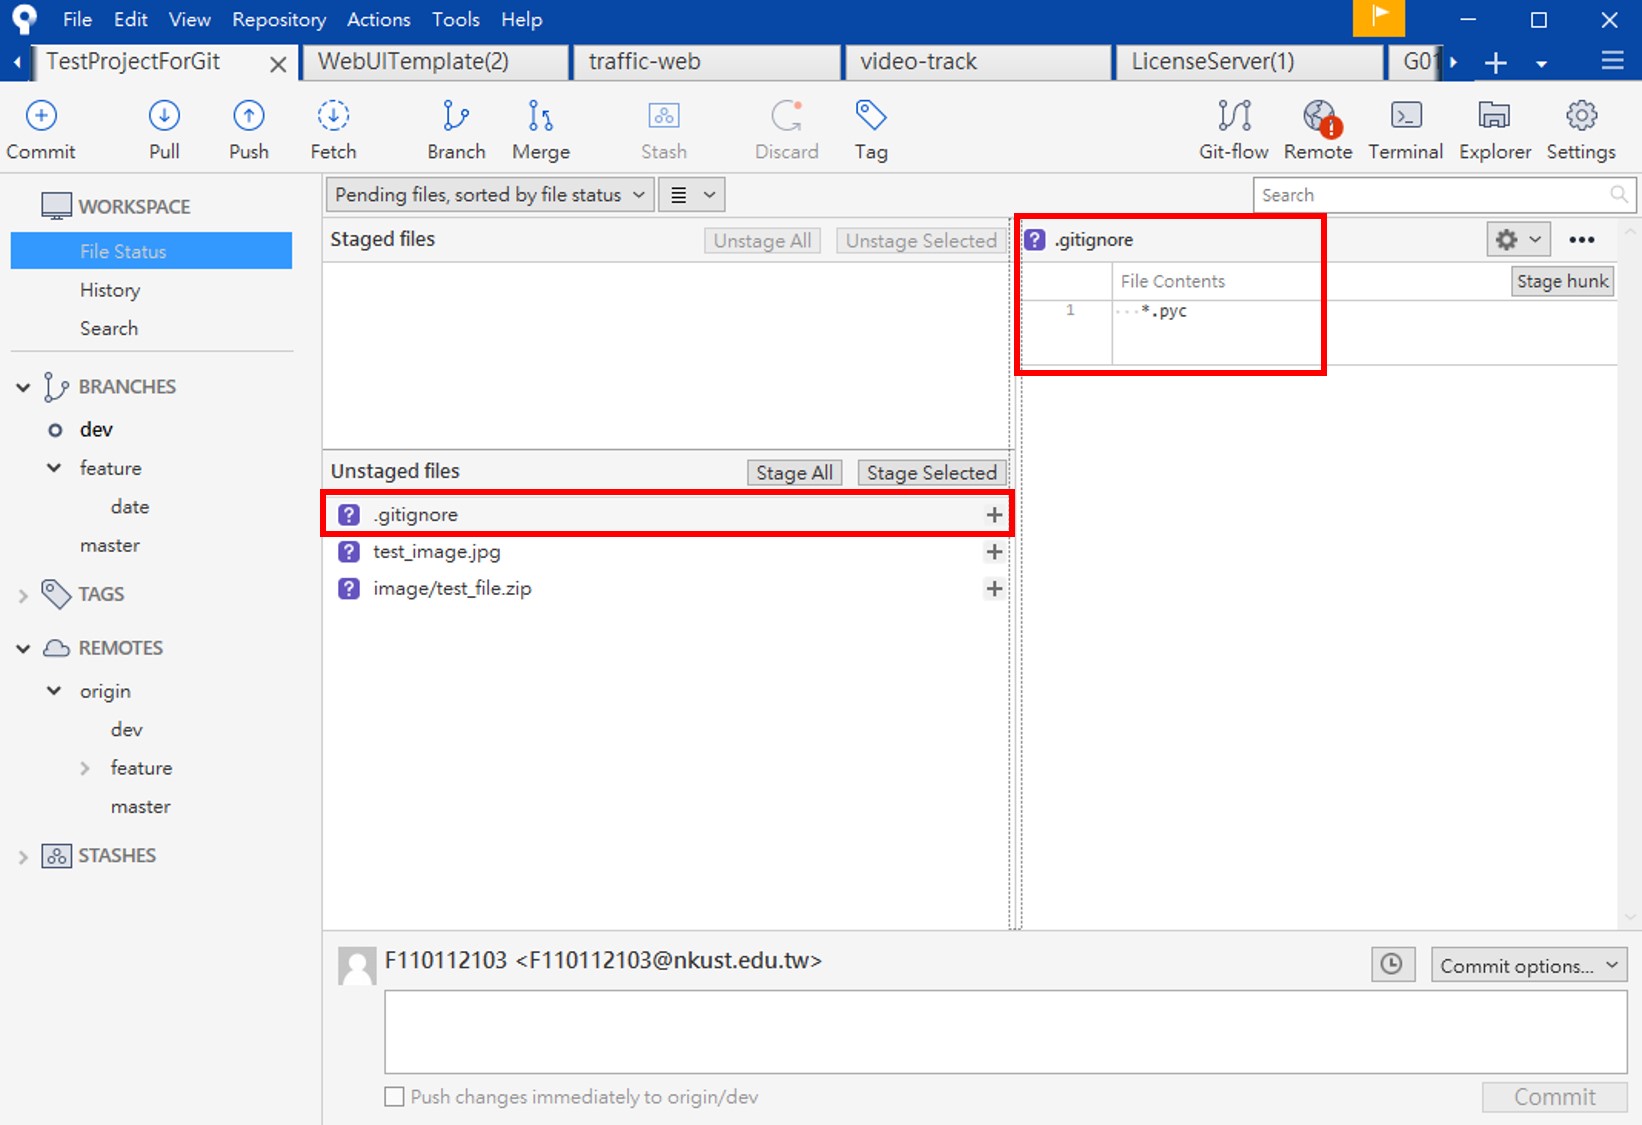 File Edit View Repository Actions Tools Help
TestProjectForGit WebUITemplate(2) traffic-web video-track LicenseServer(1) G01
Commit Pull Push Fetch Branch Merge Stash Discard Tag Git-flow Remote Terminal Explorer Settings
WORKSPACE
File Status
History
Search
BRANCHES
dev
feature
date
master
TAGS
REMOTES
origin
dev
feature
master
STASHES
Pending files, sorted by file status
Search
Staged files Unstage All Unstage Selected
Unstaged files Stage All Stage Selected
? .gitignore +
? test_image.jpg +
? image/test_file.zip +
? .gitignore
File Contents Stage hunk
1 ···*.pyc
F110112103 <F110112103@nkust.edu.tw>
Commit options...
Push changes immediately to origin/dev
Commit